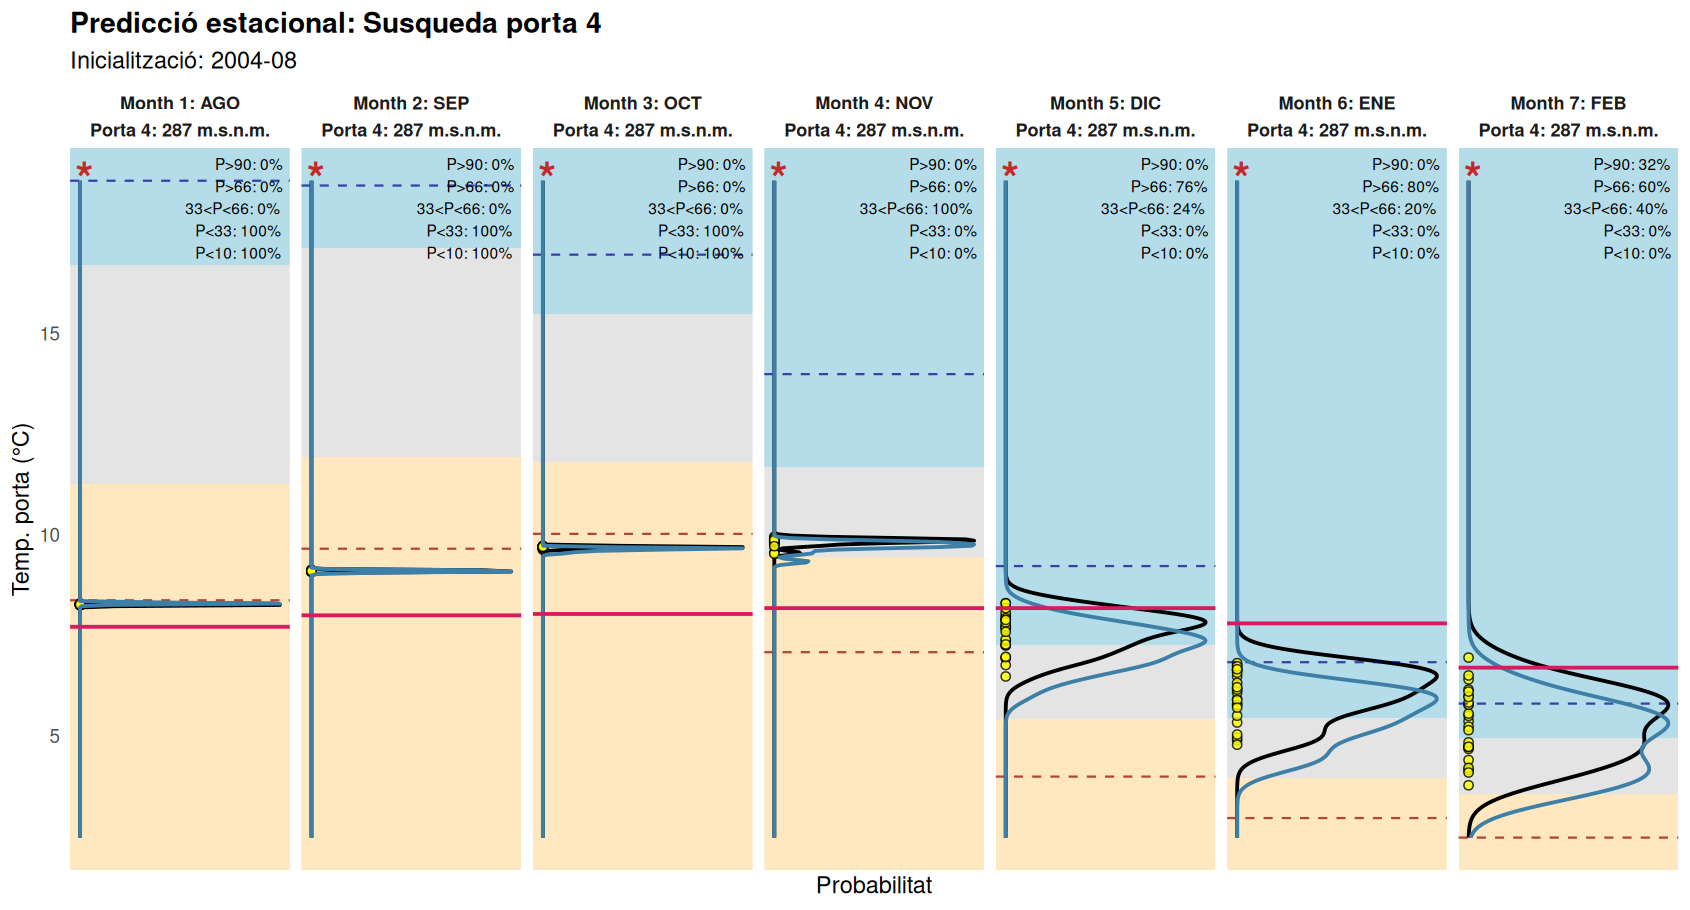 Predicció estacional: Susqueda porta 4
Inicialització: 2004-08
Month 1: AGO
Porta 4: 287 m.s.n.m.
Month 2: SEP
Porta 4: 287 m.s.n.m.
Month 3: OCT
Porta 4: 287 m.s.n.m.
Month 4: NOV
Porta 4: 287 m.s.n.m.
Month 5: DIC
Porta 4: 287 m.s.n.m.
Month 6: ENE
Porta 4: 287 m.s.n.m.
Month 7: FEB
Porta 4: 287 m.s.n.m.
*
P>90: 0%
P>66: 0%
33<P<66: 0%
P<33: 100%
P<10: 100%
*
P>90: 0%
P>66: 0%
33<P<66: 0%
P<33: 100%
P<10: 100%
*
P>90: 0%
P>66: 0%
33<P<66: 0%
P<33: 100%
P<10: 100%
*
P>90: 0%
P>66: 0%
33<P<66: 100%
P<33: 0%
P<10: 0%
*
P>90: 0%
P>66: 76%
33<P<66: 24%
P<33: 0%
P<10: 0%
*
P>90: 0%
P>66: 80%
33<P<66: 20%
P<33: 0%
P<10: 0%
*
P>90: 32%
P>66: 60%
33<P<66: 40%
P<33: 0%
P<10: 0%
15
10
5
Temp. porta (°C)
Probabilitat